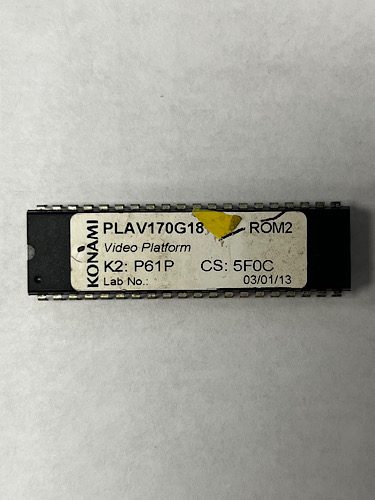 KONAMI
PLAV170G18 ROM2
Video Platform
K2: P61P CS: 5F0C
Lab No.: 03/01/13